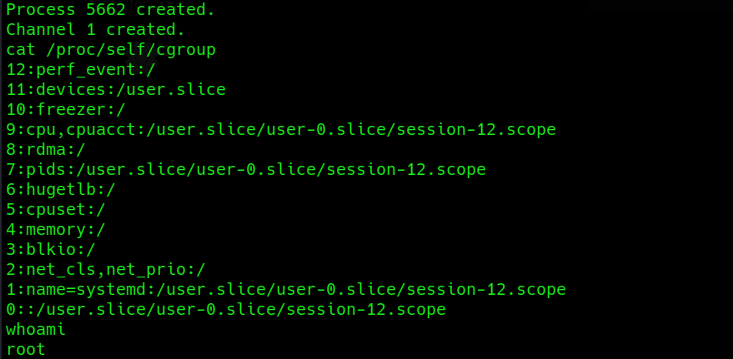 Process 5662 created.
Channel 1 created.
cat /proc/self/cgroup
12:perf_event:/
11:devices:/user.slice
10:freezer:/
9:cpu,cpuacct:/user.slice/user-0.slice/session-12.scope
8:rdma:/
7:pids:/user.slice/user-0.slice/session-12.scope
6:hugetlb:/
5:cpuset:/
4:memory:/
3:blkio:/
2:net_cls,net_prio:/
1:name=systemd:/user.slice/user-0.slice/session-12.scope
0::/user.slice/user-0.slice/session-12.scope
whoami
root